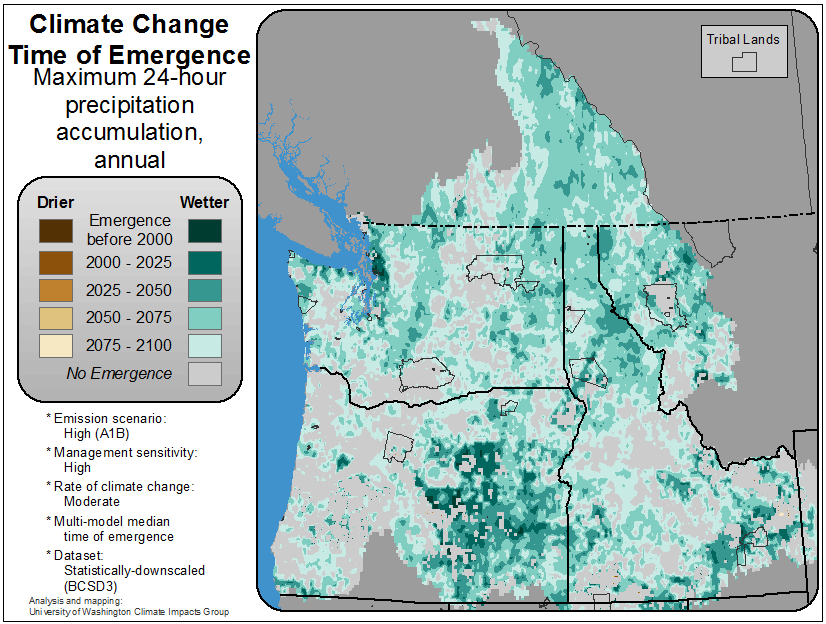 Climate Change
Time of Emergence
Maximum 24-hour
precipitation
accumulation,
annual
Drier Wetter
Emergence
before 2000
2000 - 2025
2025 - 2050
2050 - 2075
2075 - 2100
No Emergence
* Emission scenario:
High (A1B)
* Management sensitivity:
High
* Rate of climate change:
Moderate
* Multi-model median
time of emergence
* Dataset:
Statistically-downscaled
(BCSD3)
Analysis and mapping:
University of Washington Climate Impacts Group
Tribal Lands